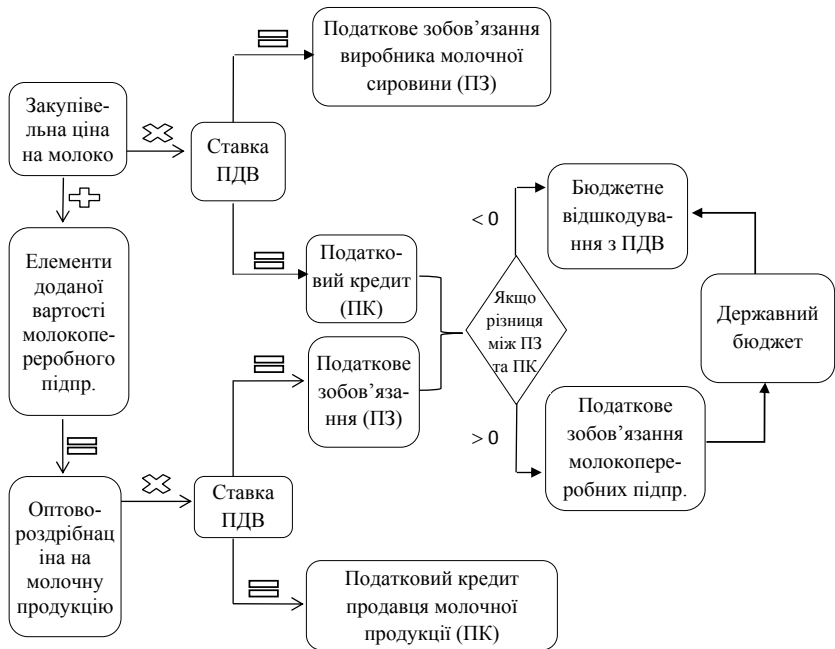 Податкове зобов’язання
виробника молочної
сировини (ПЗ)
Закупіве-
льна ціна
на молоко
Ставка
ПДВ
Бюджетне
відшкодува-
ння з ПДВ
< 0
Елементи
доданої
вартості
молокопе-
реробного
підпр.
Податко-
вий кредит
(ПК)
Якщо
різниця
між ПЗ
та ПК
Державний
бюджет
Податкове
зобов’яза-
ння (ПЗ)
> 0
Податкове
зобов’язання
молокопере-
робних підпр.
Оптово-
роздрібнац
іна на
молочну
продукцію
Ставка
ПДВ
Податковий кредит
продавця молочної
продукції (ПК)